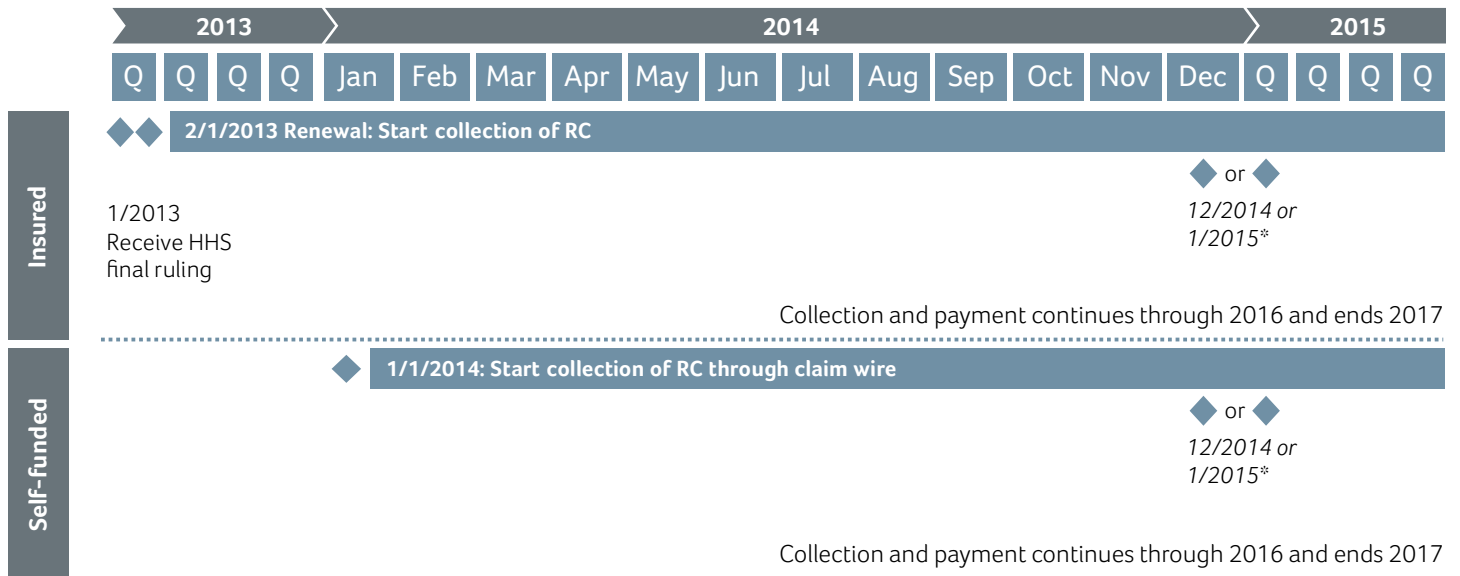 2013 2014 2015
Q Q Q Q Jan Feb Mar Apr May Jun Jul Aug Sep Oct Nov Dec Q Q Q Q
Insured
2/1/2013 Renewal: Start collection of RC
or
12/2014 or
1/2015*
1/2013
Receive HHS
final ruling
Collection and payment continues through 2016 and ends 2017
Self-funded
1/1/2014: Start collection of RC through claim wire
or
12/2014 or
1/2015*
Collection and payment continues through 2016 and ends 2017